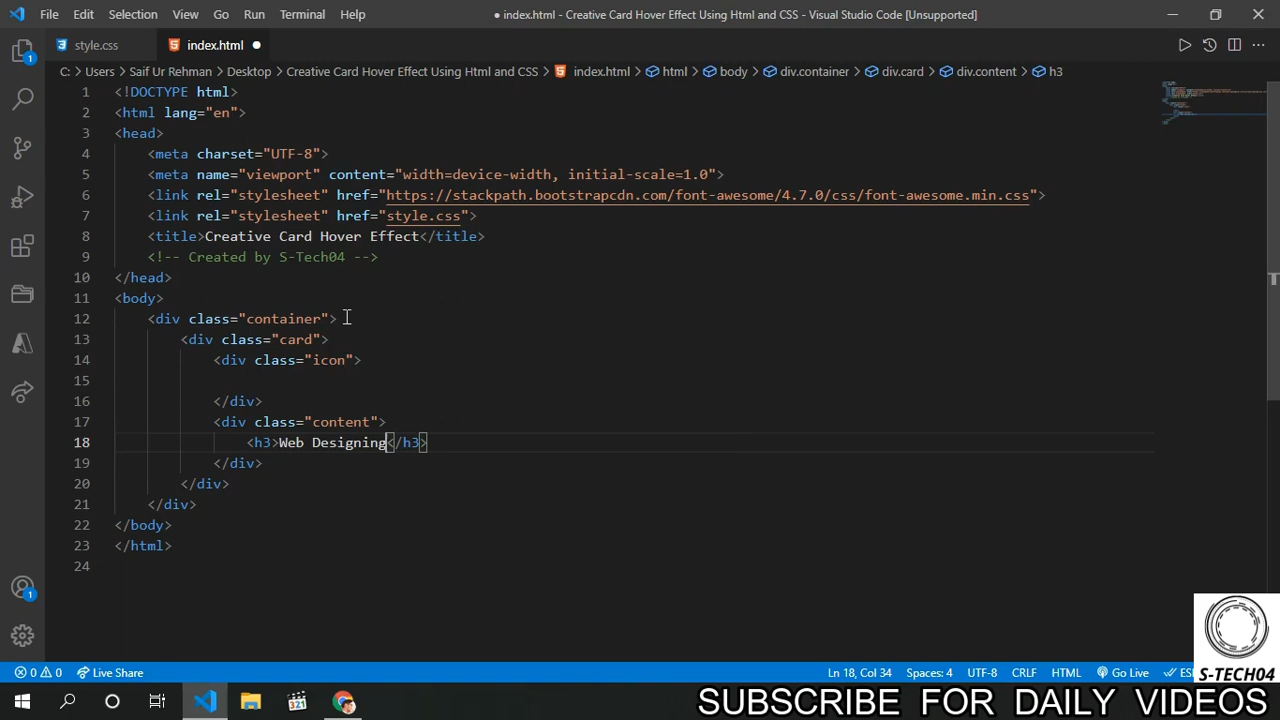 File Edit Selection View Go Run Terminal Help ● index.html - Creative Card Hover Effect Using Html and CSS - Visual Studio Code [Unsupported]
style.css index.html ●
C: > Users > Saif Ur Rehman > Desktop > Creative Card Hover Effect Using Html and CSS > index.html > html > body > div.container > div.card > div.content > h3
1 <!DOCTYPE html>
2 <html lang="en">
3 <head>
4 <meta charset="UTF-8">
5 <meta name="viewport" content="width=device-width, initial-scale=1.0">
6 <link rel="stylesheet" href="https://stackpath.bootstrapcdn.com/font-awesome/4.7.0/css/font-awesome.min.css">
7 <link rel="stylesheet" href="style.css">
8 <title>Creative Card Hover Effect</title>
9 <!-- Created by S-Tech04 -->
10 </head>
11 <body>
12 <div class="container">
13 <div class="card">
14 <div class="icon">
15
16 </div>
17 <div class="content">
18 <h3>Web Designing</h3>
19 </div>
20 </div>
21 </div>
22 </body>
23 </html>
24
1
1
S-TECH04
0 0 Live Share Ln 18, Col 34 Spaces: 4 UTF-8 CRLF HTML Go Live
321
SUBSCRIBE FOR DAILY VIDEOS